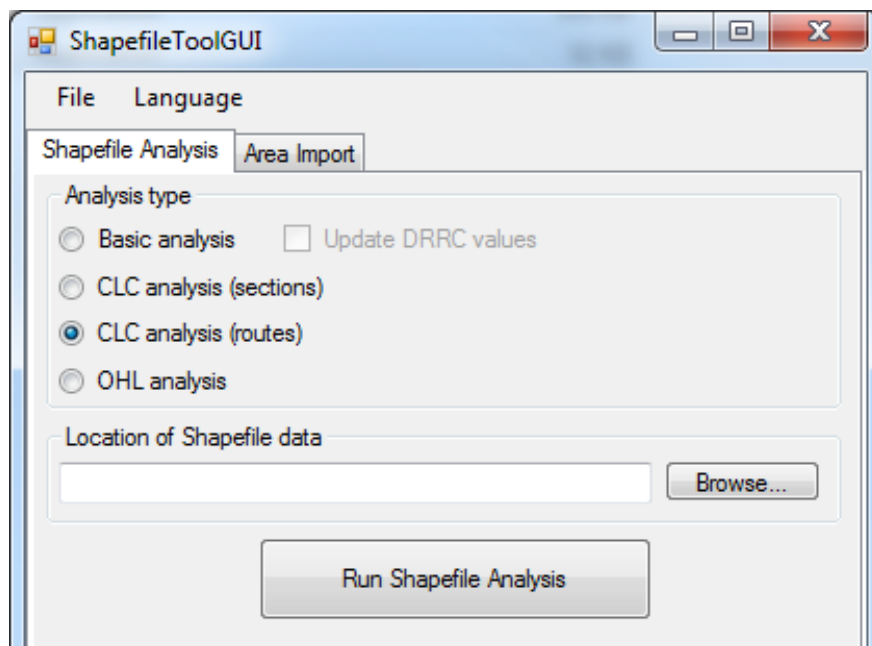 ShapefileToolGUI
File Language
Shapefile Analysis Area Import
Analysis type
Basic analysis Update DRRC values
CLC analysis (sections)
CLC analysis (routes)
OHL analysis
Location of Shapefile data
Browse...
Run Shapefile Analysis